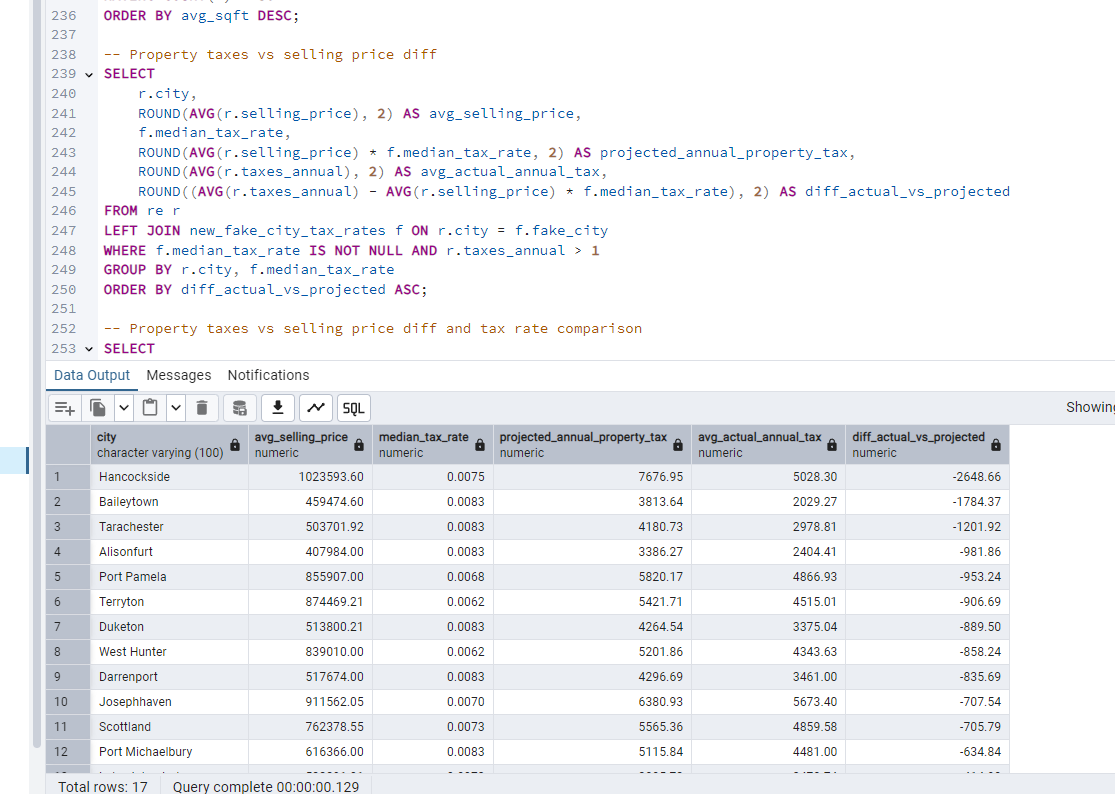 236 ORDER BY avg_sqft DESC;
237
238 -- Property taxes vs selling price diff
239 SELECT
240 r.city,
241 ROUND(AVG(r.selling_price), 2) AS avg_selling_price,
242 f.median_tax_rate,
243 ROUND(AVG(r.selling_price) * f.median_tax_rate, 2) AS projected_annual_property_tax,
244 ROUND(AVG(r.taxes_annual), 2) AS avg_actual_annual_tax,
245 ROUND((AVG(r.taxes_annual) - AVG(r.selling_price) * f.median_tax_rate), 2) AS diff_actual_vs_projected
246 FROM re r
247 LEFT JOIN new_fake_city_tax_rates f ON r.city = f.fake_city
248 WHERE f.median_tax_rate IS NOT NULL AND r.taxes_annual > 1
249 GROUP BY r.city, f.median_tax_rate
250 ORDER BY diff_actual_vs_projected ASC;
251
252 -- Property taxes vs selling price diff and tax rate comparison
253 SELECT
Data Output Messages Notifications
SQL Showing
city avg_selling_price median_tax_rate projected_annual_property_tax avg_actual_annual_tax diff_actual_vs_projected
character varying (100) numeric numeric numeric numeric numeric
1 Hancockside 1023593.60 0.0075 7676.95 5028.30 -2648.66
2 Baileytown 459474.60 0.0083 3813.64 2029.27 -1784.37
3 Tarachester 503701.92 0.0083 4180.73 2978.81 -1201.92
4 Alisonfurt 407984.00 0.0083 3386.27 2404.41 -981.86
5 Port Pamela 855907.00 0.0068 5820.17 4866.93 -953.24
6 Terryton 874469.21 0.0062 5421.71 4515.01 -906.69
7 Duketon 513800.21 0.0083 4264.54 3375.04 -889.50
8 West Hunter 839010.00 0.0062 5201.86 4343.63 -858.24
9 Darrenport 517674.00 0.0083 4296.69 3461.00 -835.69
10 Josephhaven 911562.05 0.0070 6380.93 5673.40 -707.54
11 Scottland 762378.55 0.0073 5565.36 4859.58 -705.79
12 Port Michaelbury 616366.00 0.0083 5115.84 4481.00 -634.84
Total rows: 17 Query complete 00:00:00.129